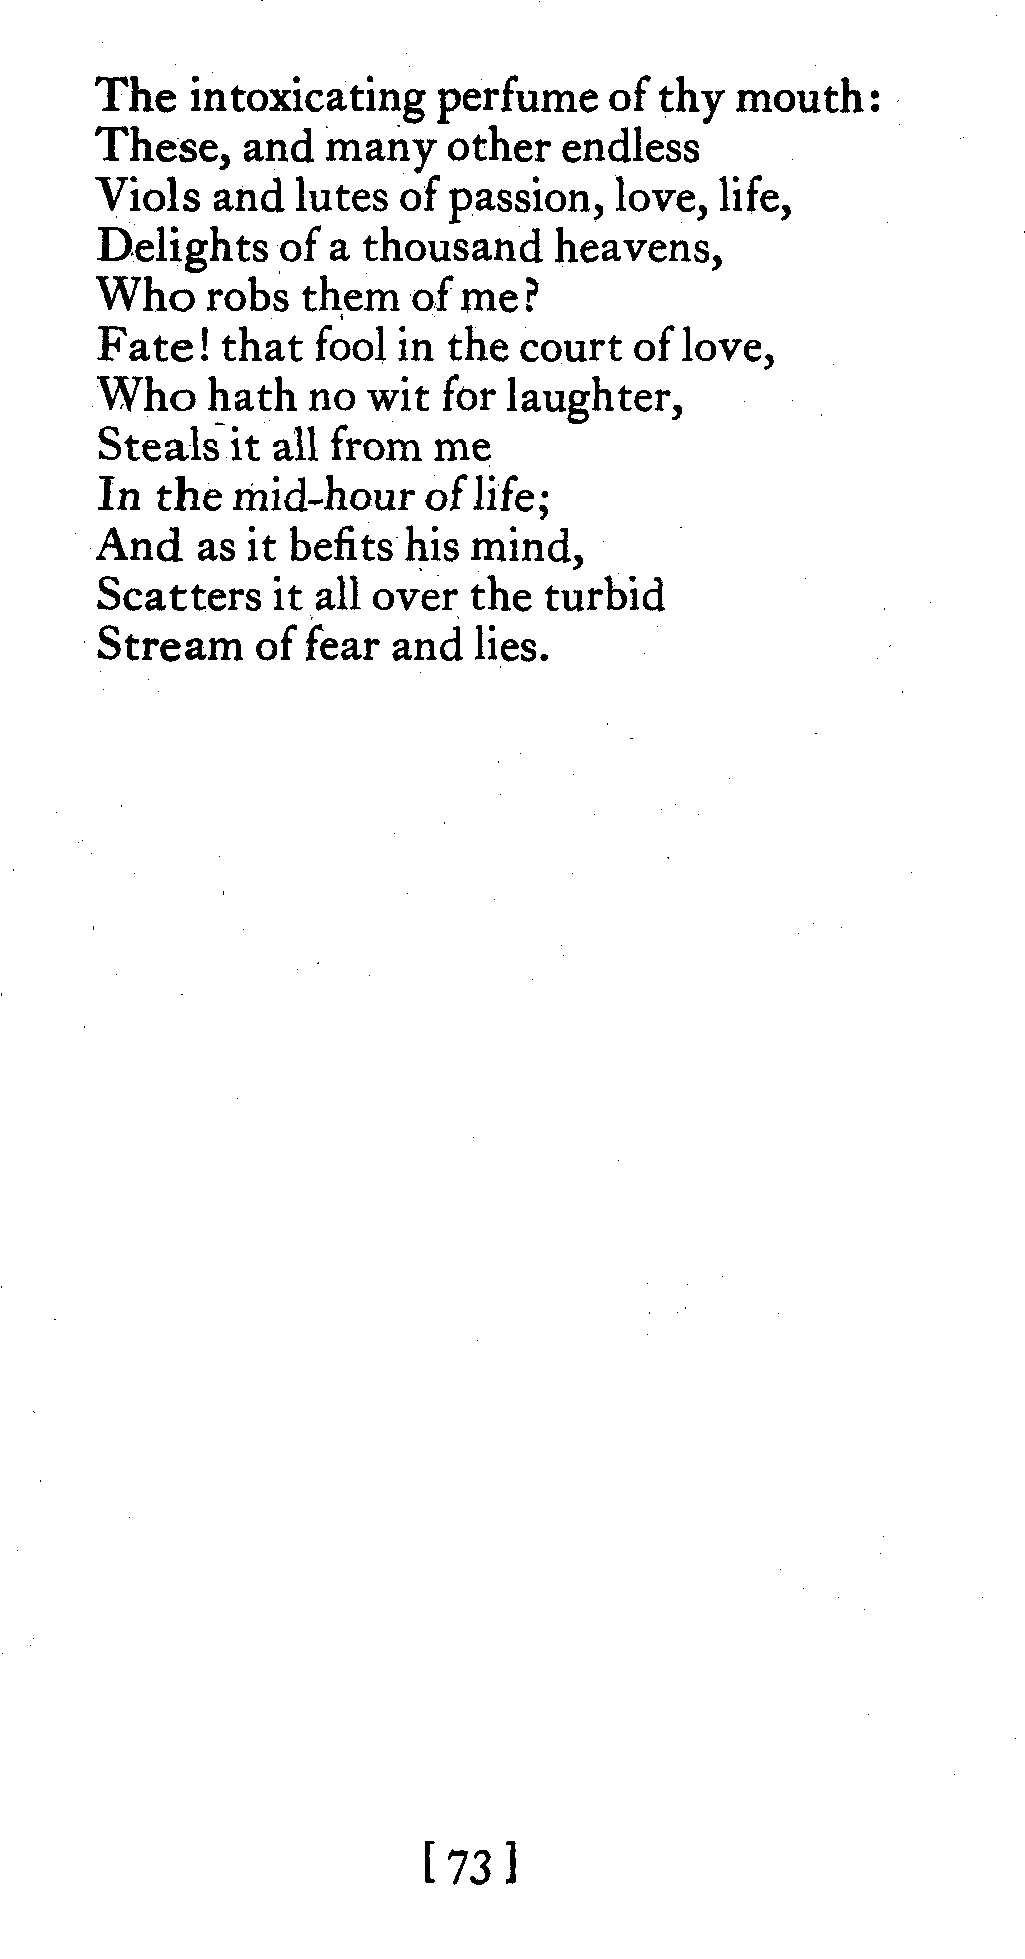 The intoxicating perfume of thy mouth:
These, and many other endless
Viols and lutes of passion, love, life,
Delights of a thousand heavens,
Who robs them of me?
Fate! that fool in the court of love,
Who hath no wit for laughter,
Steals it all from me
In the mid-hour of life;
And as it befits his mind,
Scatters it all over the turbid
Stream of fear and lies.
[ 73 ]